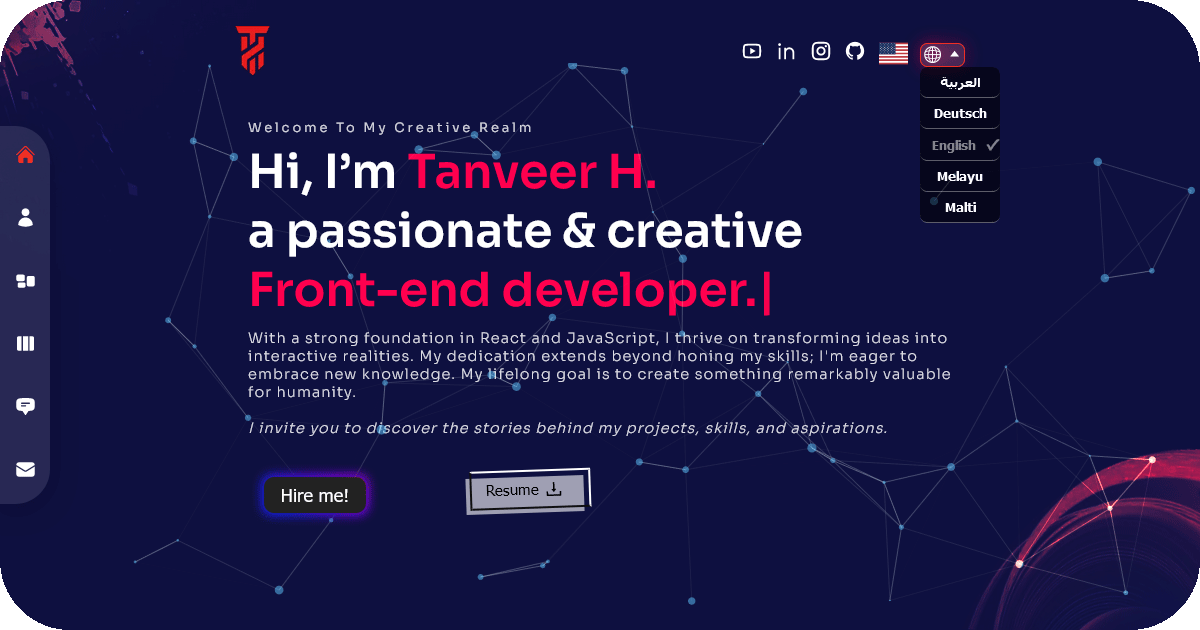 العربية
Deutsch
English
Melayu
Malti
Welcome To My Creative Realm
Hi, I’m Tanveer H.
a passionate & creative
Front-end developer.|
With a strong foundation in React and JavaScript, I thrive on transforming ideas into
interactive realities. My dedication extends beyond honing my skills; I'm eager to
embrace new knowledge. My lifelong goal is to create something remarkably valuable
for humanity.
I invite you to discover the stories behind my projects, skills, and aspirations.
Hire me!
Resume